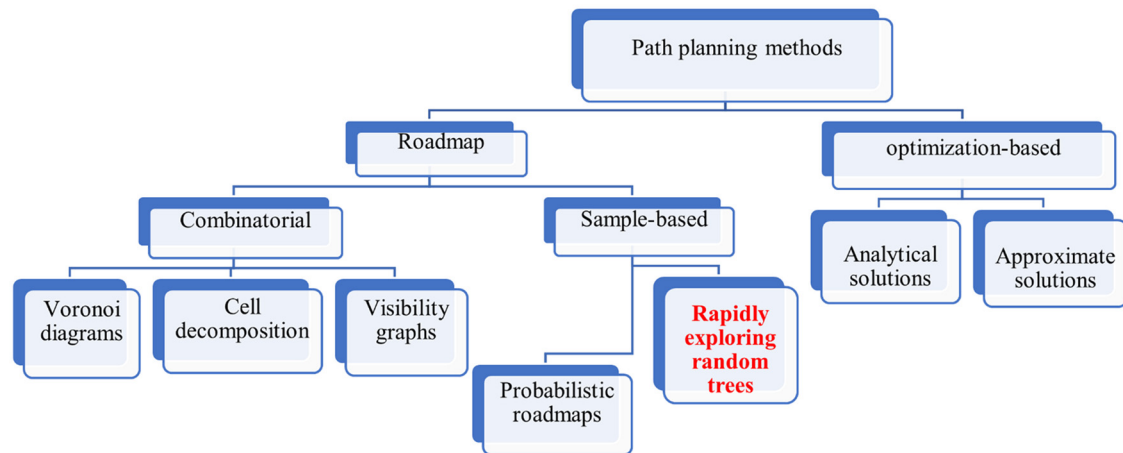 Path planning methods
Roadmap
optimization-based
Combinatorial
Sample-based
Analytical
solutions
Approximate
solutions
Voronoi
diagrams
Cell
decomposition
Visibility
graphs
Rapidly
exploring
random
trees
Probabilistic
roadmaps